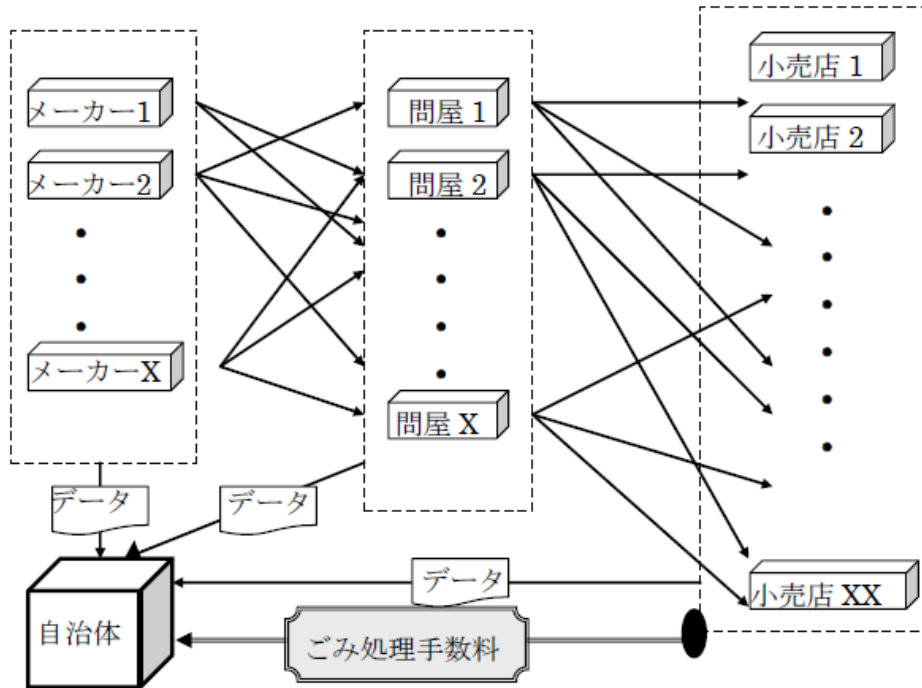 メーカー1
メーカー2
メーカーX
問屋 1
問屋 2
問屋 X
小売店 1
小売店 2
小売店 XX
データ
データ
データ
自治体
ごみ処理手数料